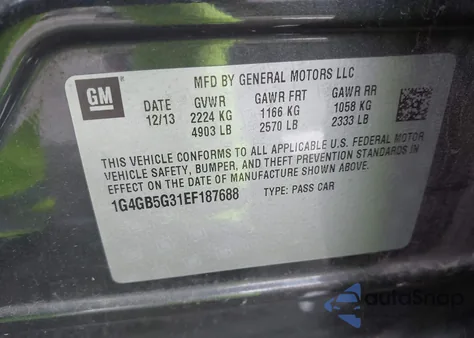 MFD BY GENERAL MOTORS LLC
GM
DATE GVWR GAWR FRT GAWR RR
12/13 2224 KG 1166 KG 1058 KG
4903 LB 2570 LB 2333 LB
THIS VEHICLE CONFORMS TO ALL APPLICABLE U.S. FEDERAL MOTOR
VEHICLE SAFETY, BUMPER, AND THEFT PREVENTION STANDARDS IN
EFFECT ON THE DATE OF MANUFACTURE SHOWN ABOVE.
1G4GB5G31EF187688 TYPE: PASS CAR
autoSnap